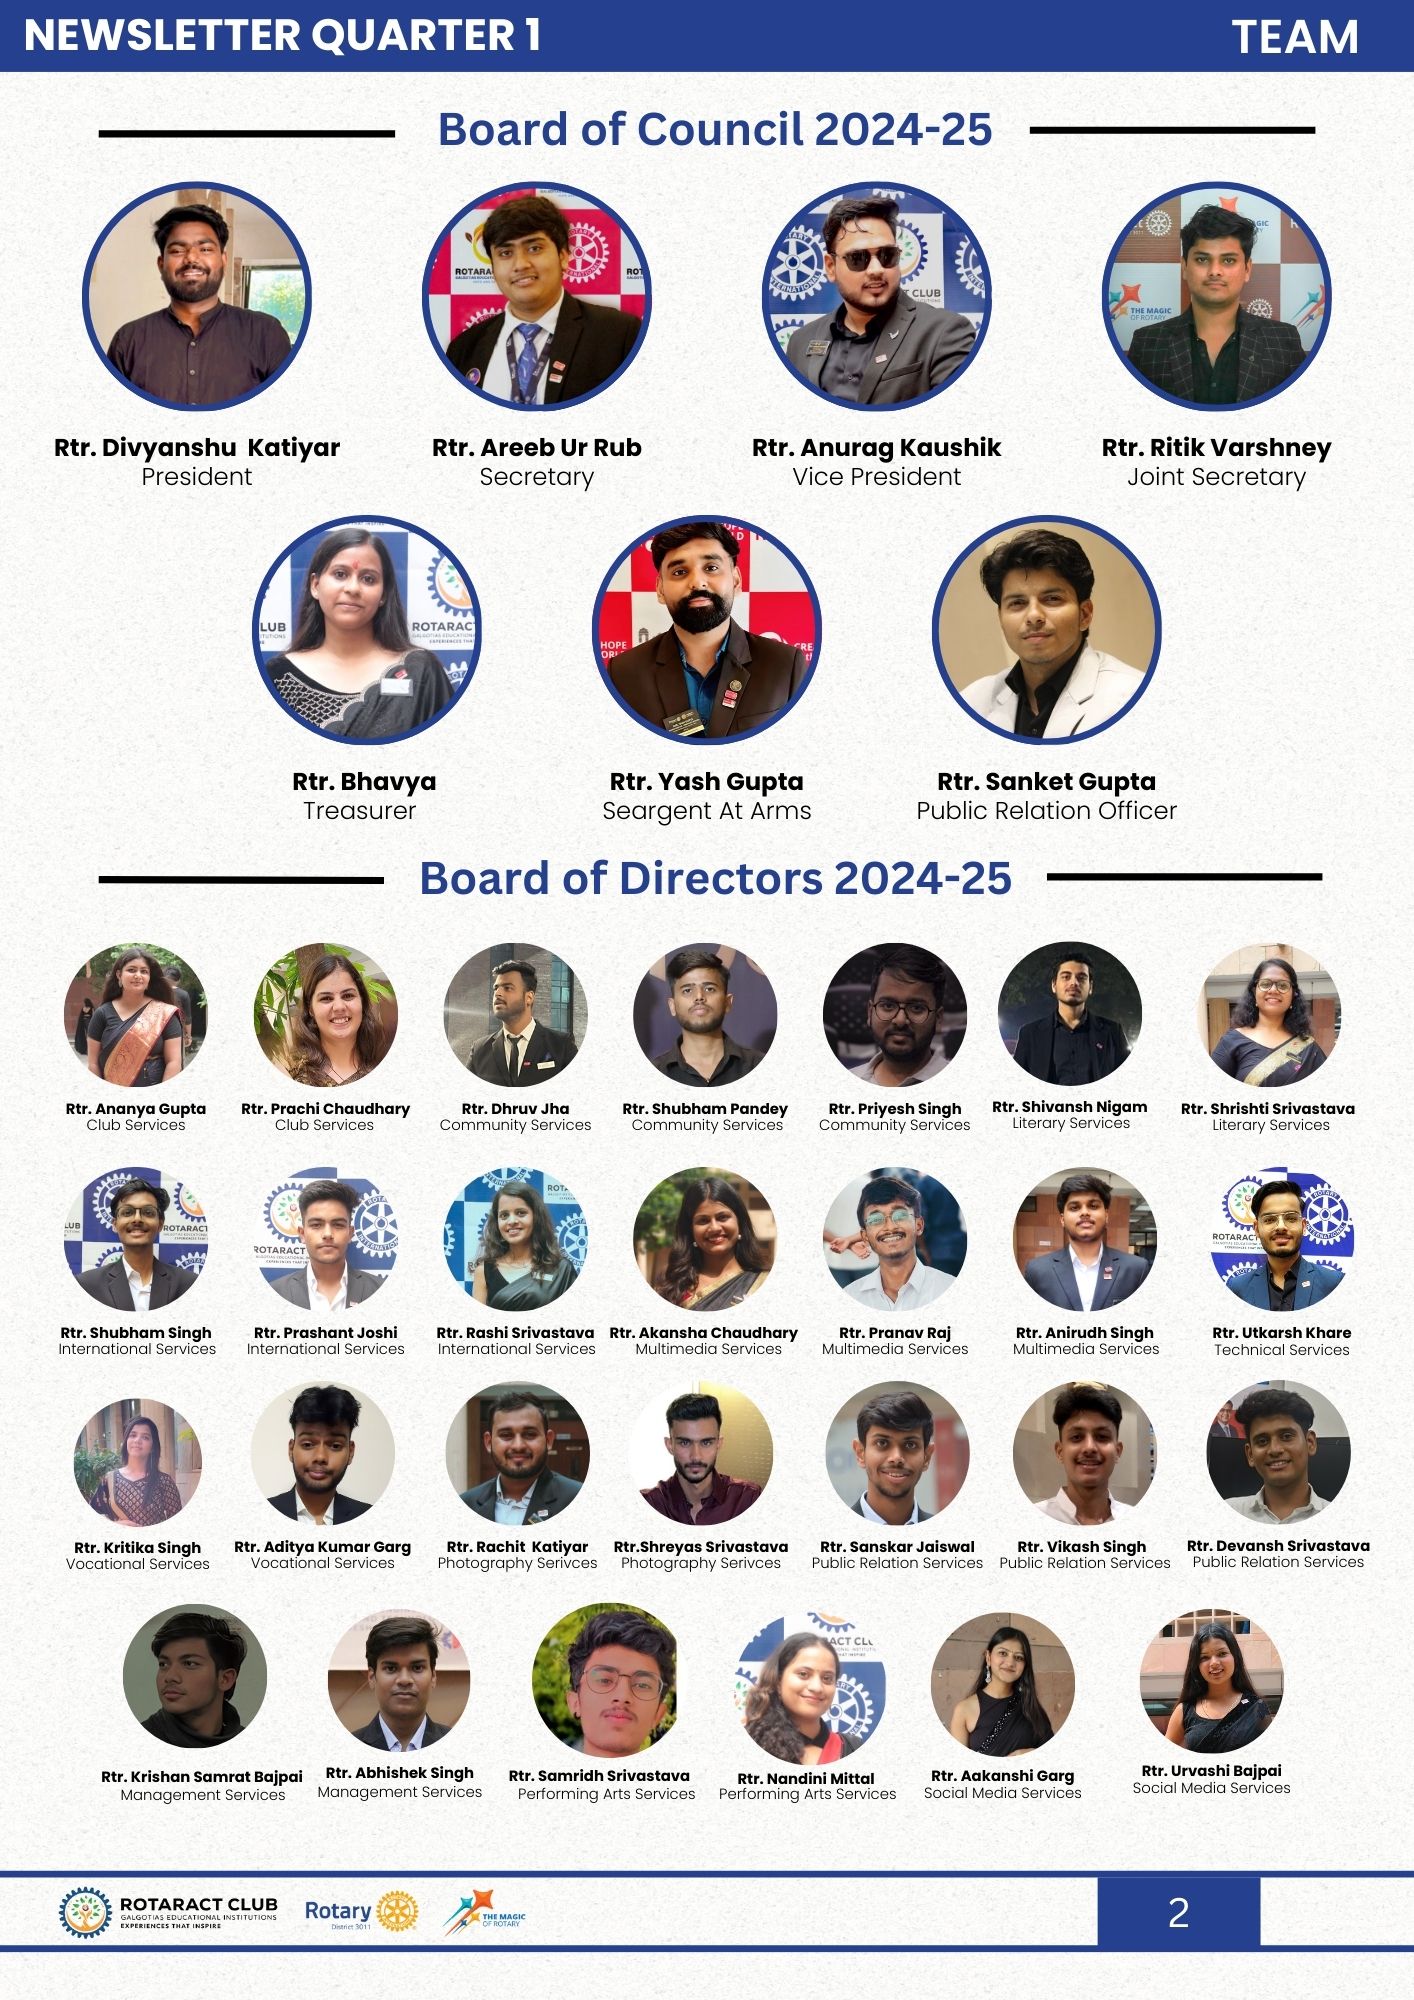 NEWSLETTER QUARTER 1
TEAM
Board of Council 2024-25
Rtr. Divyanshu Katiyar
President
Rtr. Areeb Ur Rub
Secretary
Rtr. Anurag Kaushik
Vice President
Rtr. Ritik Varshney
Joint Secretary
Rtr. Bhavya
Treasurer
Rtr. Yash Gupta
Seargent At Arms
Rtr. Sanket Gupta
Public Relation Officer
Board of Directors 2024-25
Rtr. Ananya Gupta
Club Services
Rtr. Prachi Chaudhary
Club Services
Rtr. Dhruv Jha
Community Services
Rtr. Shubham Pandey
Community Services
Rtr. Priyesh Singh
Community Services
Rtr. Shivansh Nigam
Literary Services
Rtr. Shrishti Srivastava
Literary Services
Rtr. Shubham Singh
International Services
Rtr. Prashant Joshi
International Services
Rtr. Rashi Srivastava
International Services
Rtr. Akansha Chaudhary
Multimedia Services
Rtr. Pranav Raj
Multimedia Services
Rtr. Anirudh Singh
Multimedia Services
Rtr. Utkarsh Khare
Technical Services
Rtr. Kritika Singh
Vocational Services
Rtr. Aditya Kumar Garg
Vocational Services
Rtr. Rachit Katiyar
Photography Serivces
Rtr.Shreyas Srivastava
Photography Serivces
Rtr. Sanskar Jaiswal
Public Relation Services
Rtr. Vikash Singh
Public Relation Services
Rtr. Devansh Srivastava
Public Relation Services
Rtr. Krishan Samrat Bajpai
Management Services
Rtr. Abhishek Singh
Management Services
Rtr. Samridh Srivastava
Performing Arts Services
Rtr. Nandini Mittal
Performing Arts Services
Rtr. Aakanshi Garg
Social Media Services
Rtr. Urvashi Bajpai
Social Media Services
ROTARACT CLUB
GALGOTIAS EDUCATIONAL INSTITUTIONS
EXPERIENCES THAT INSPIRE
Rotary
District 3011
THE MAGIC
OF ROTARY
2